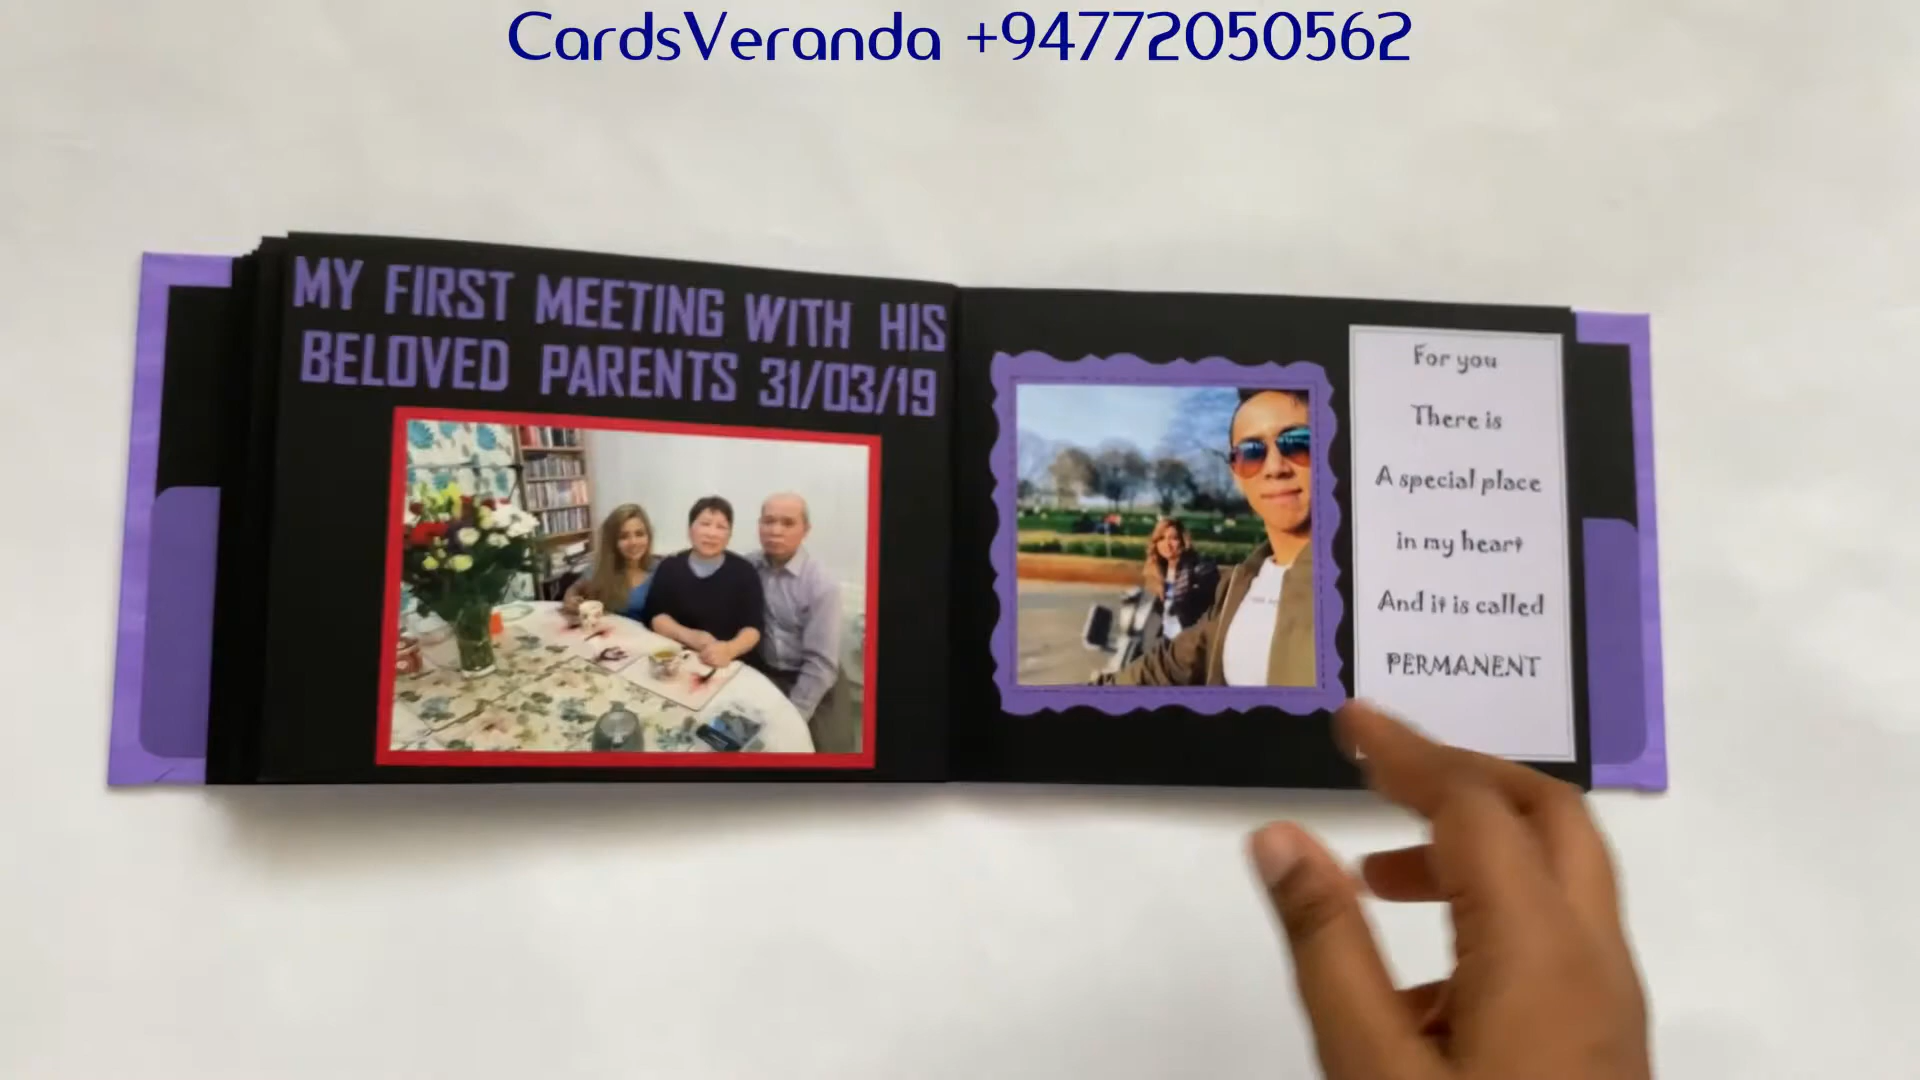 CardsVeranda +94772050562
MY FIRST MEETING WITH HIS
BELOVED PARENTS 31/03/19
For you
There is
A special place
in my heart
And it is called
PERMANENT